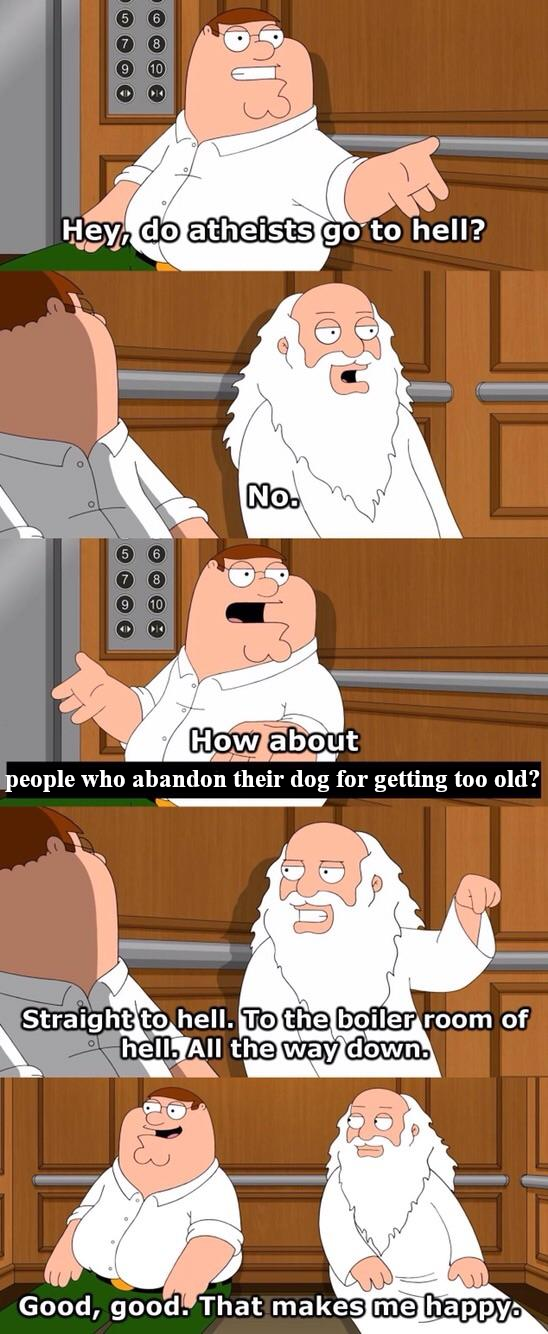 5 6
7 8
9 10
Hey, do atheists go to hell?
No.
5 6
7 8
9 10
How about
people who abandon their dog for getting too old?
Straight to hell. To the boiler room of
hell. All the way down.
Good, good. That makes me happy.